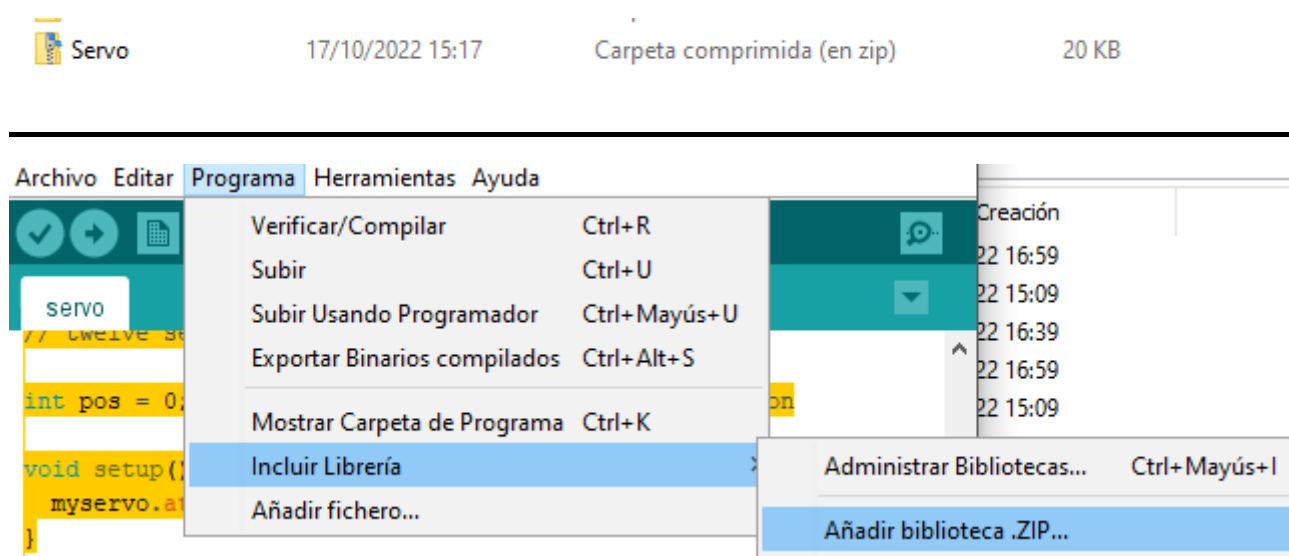 Servo 17/10/2022 15:17 Carpeta comprimida (en zip) 20 KB
Archivo Editar Programa Herramientas Ayuda
Verificar/Compilar Ctrl+R
Creación
Subir Ctrl+U
22 16:59
servo
Subir Usando Programador Ctrl+Mayús+U
22 15:09
// twelve se
22 16:39
Exportar Binarios compilados Ctrl+Alt+S
22 16:59
int pos = 0;
on
Mostrar Carpeta de Programa Ctrl+K
22 15:09
void setup()
Incluir Librería
Administrar Bibliotecas... Ctrl+Mayús+I
myservo.at
Añadir fichero...
}
Añadir biblioteca .ZIP...